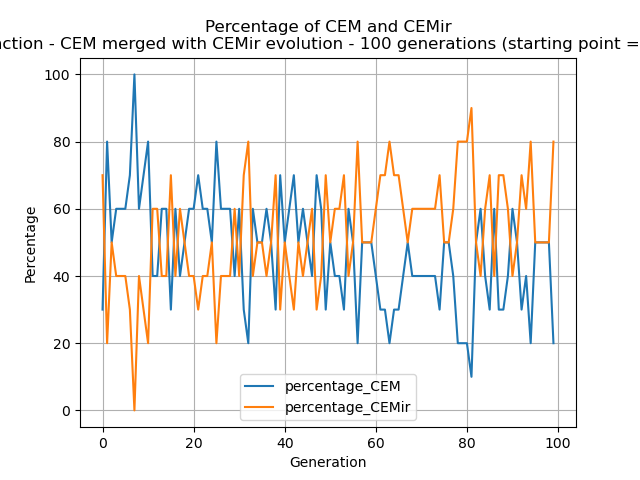 Percentage of CEM and CEMir
- CEM merged with CEMir evolution - 100 generations (starting point =
100
80
60
40
20
0
Percentage
percentage_CEM
percentage_CEMir
0 20 40 60 80 100
Generation